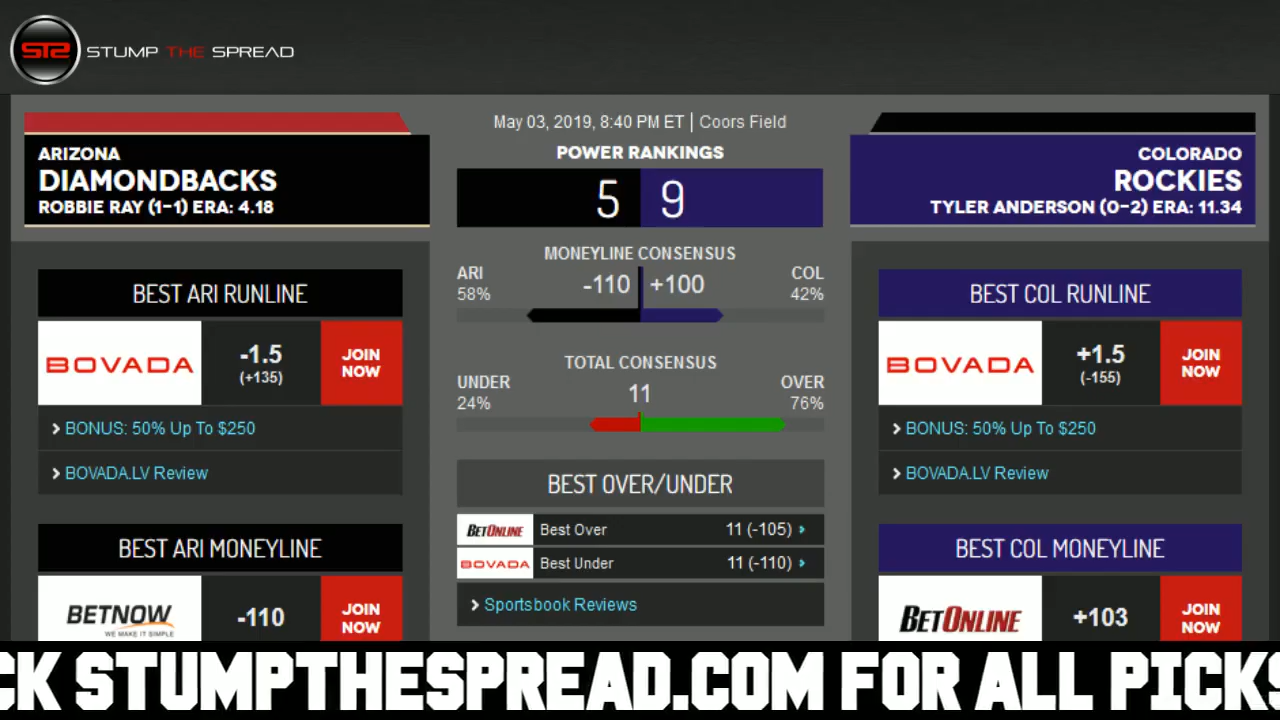 STS STUMP THE SPREAD
May 03, 2019, 8:40 PM ET | Coors Field
ARIZONA
DIAMONDBACKS
ROBBIE RAY (1-1) ERA: 4.18
POWER RANKINGS
5 9
COLORADO
ROCKIES
TYLER ANDERSON (0-2) ERA: 11.34
MONEYLINE CONSENSUS
ARI
58%
-110 +100
COL
42%
TOTAL CONSENSUS
UNDER
24%
11
OVER
76%
BEST ARI RUNLINE
BOVADA
-1.5
(+135)
JOIN
NOW
> BONUS: 50% Up To $250
> BOVADA.LV Review
BEST ARI MONEYLINE
BETNOW
WE MAKE IT SIMPLE
-110
JOIN
NOW
BEST OVER/UNDER
BETONLINE Best Over 11 (-105) >
BOVADA Best Under 11 (-110) >
> Sportsbook Reviews
BEST COL RUNLINE
BOVADA
+1.5
(-155)
JOIN
NOW
> BONUS: 50% Up To $250
> BOVADA.LV Review
BEST COL MONEYLINE
BETONLINE
+103
JOIN
NOW
CK STUMPTHESPREAD.COM FOR ALL PICKS